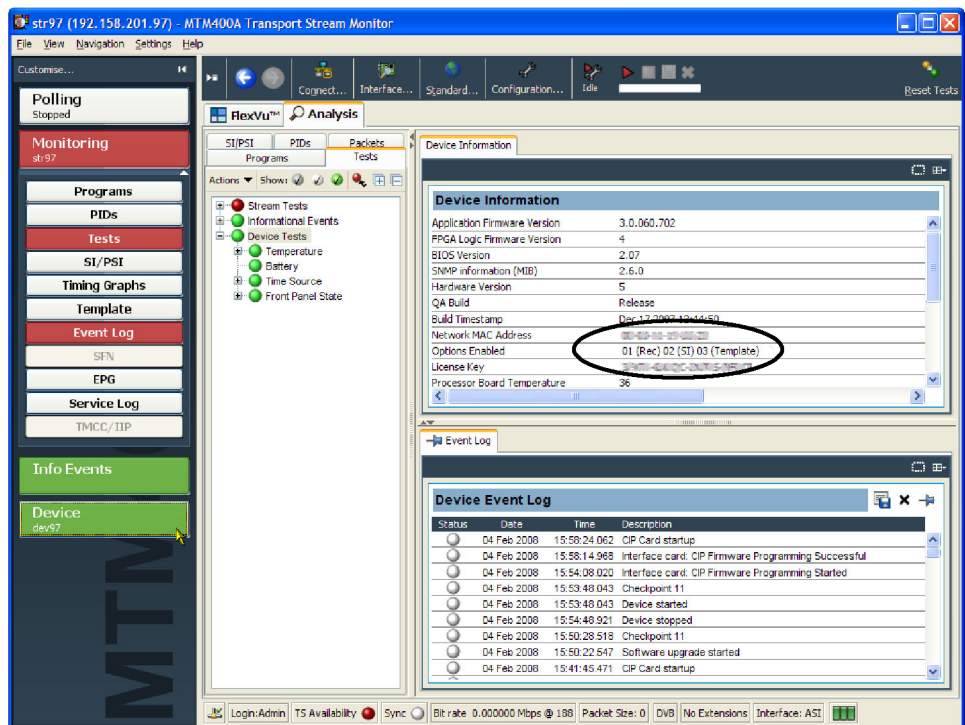 str97 (192.158.201.97) - MTM400A Transport Stream Monitor
File View Navigation Settings Help
Customise...
Polling
Stopped
Monitoring
str97
Programs
PIDs
Tests
SI/PSI
Timing Graphs
Template
Event Log
SFN
EPG
Service Log
TMCC/IIP
Info Events
Device
dev97
MTM
Connect... Interface... Standard... Configuration... Idle Reset Tests
FlexVu™ Analysis
SI/PSI PIDs Packets
Programs Tests
Actions Show:
Stream Tests
Informational Events
Device Tests
Temperature
Battery
Time Source
Front Panel State
Device Information
Device Information
Application Firmware Version 3.0.060.702
FPGA Logic Firmware Version 4
BIOS Version 2.07
SNMP information (MIB) 2.6.0
Hardware Version 5
QA Build Release
Build Timestamp Dec 17 2007 12:44:50
Network MAC Address
Options Enabled 01 (Rec) 02 (SI) 03 (Template)
License Key
Processor Board Temperature 36
Event Log
Device Event Log
Status Date Time Description
04 Feb 2008 15:58:24.062 CIP Card startup
04 Feb 2008 15:58:14.968 Interface card: CIP Firmware Programming Successful
04 Feb 2008 15:54:08.020 Interface card: CIP Firmware Programming Started
04 Feb 2008 15:53:48.043 Checkpoint 11
04 Feb 2008 15:53:48.043 Device started
04 Feb 2008 15:54:48.921 Device stopped
04 Feb 2008 15:50:28.518 Checkpoint 11
04 Feb 2008 15:50:22.547 Software upgrade started
04 Feb 2008 15:41:45.471 CIP Card startup
Login:Admin TS Availability Sync Bit rate 0.000000 Mbps @ 188 Packet Size: 0 DVB No Extensions Interface: ASI